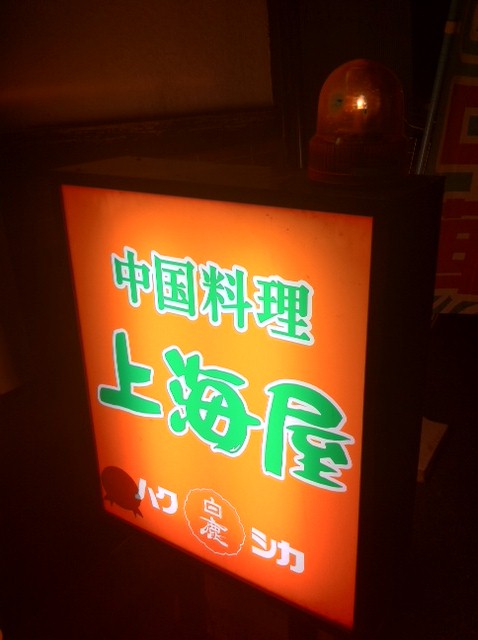 中国料理
上海屋
ハク 白鹿 シカ